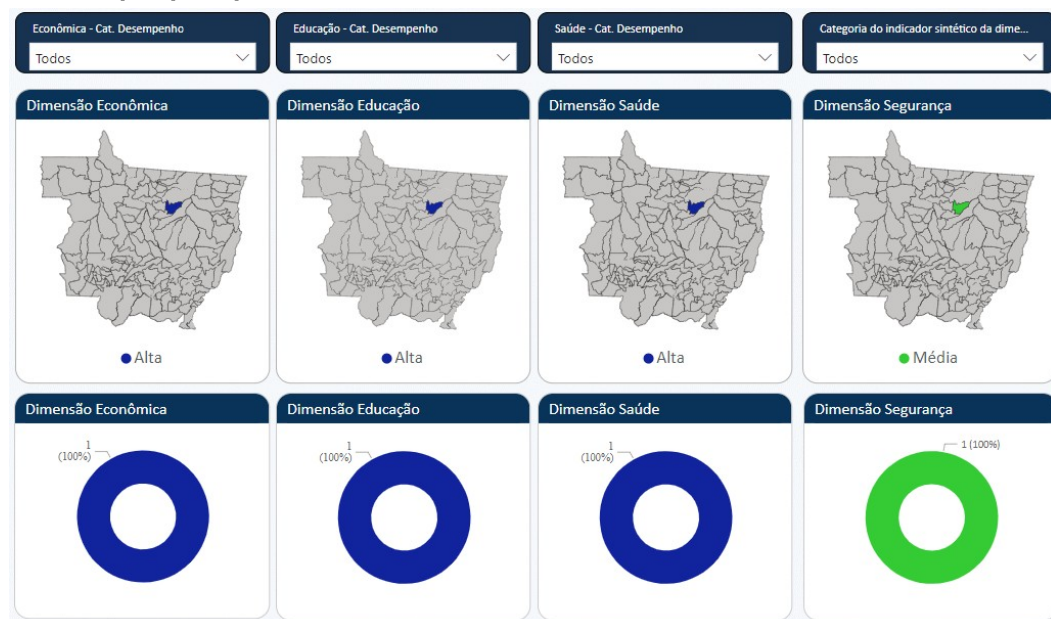 Econômica - Cat. Desempenho
Educação - Cat. Desempenho
Saúde - Cat. Desempenho
Categoria do indicador sintético da dime...
Todos
Todos
Todos
Todos
Dimensão Econômica
Dimensão Educação
Dimensão Saúde
Dimensão Segurança
Alta
Alta
Alta
Média
Dimensão Econômica
Dimensão Educação
Dimensão Saúde
Dimensão Segurança
1
(100%)
1
(100%)
1
(100%)
1 (100%)